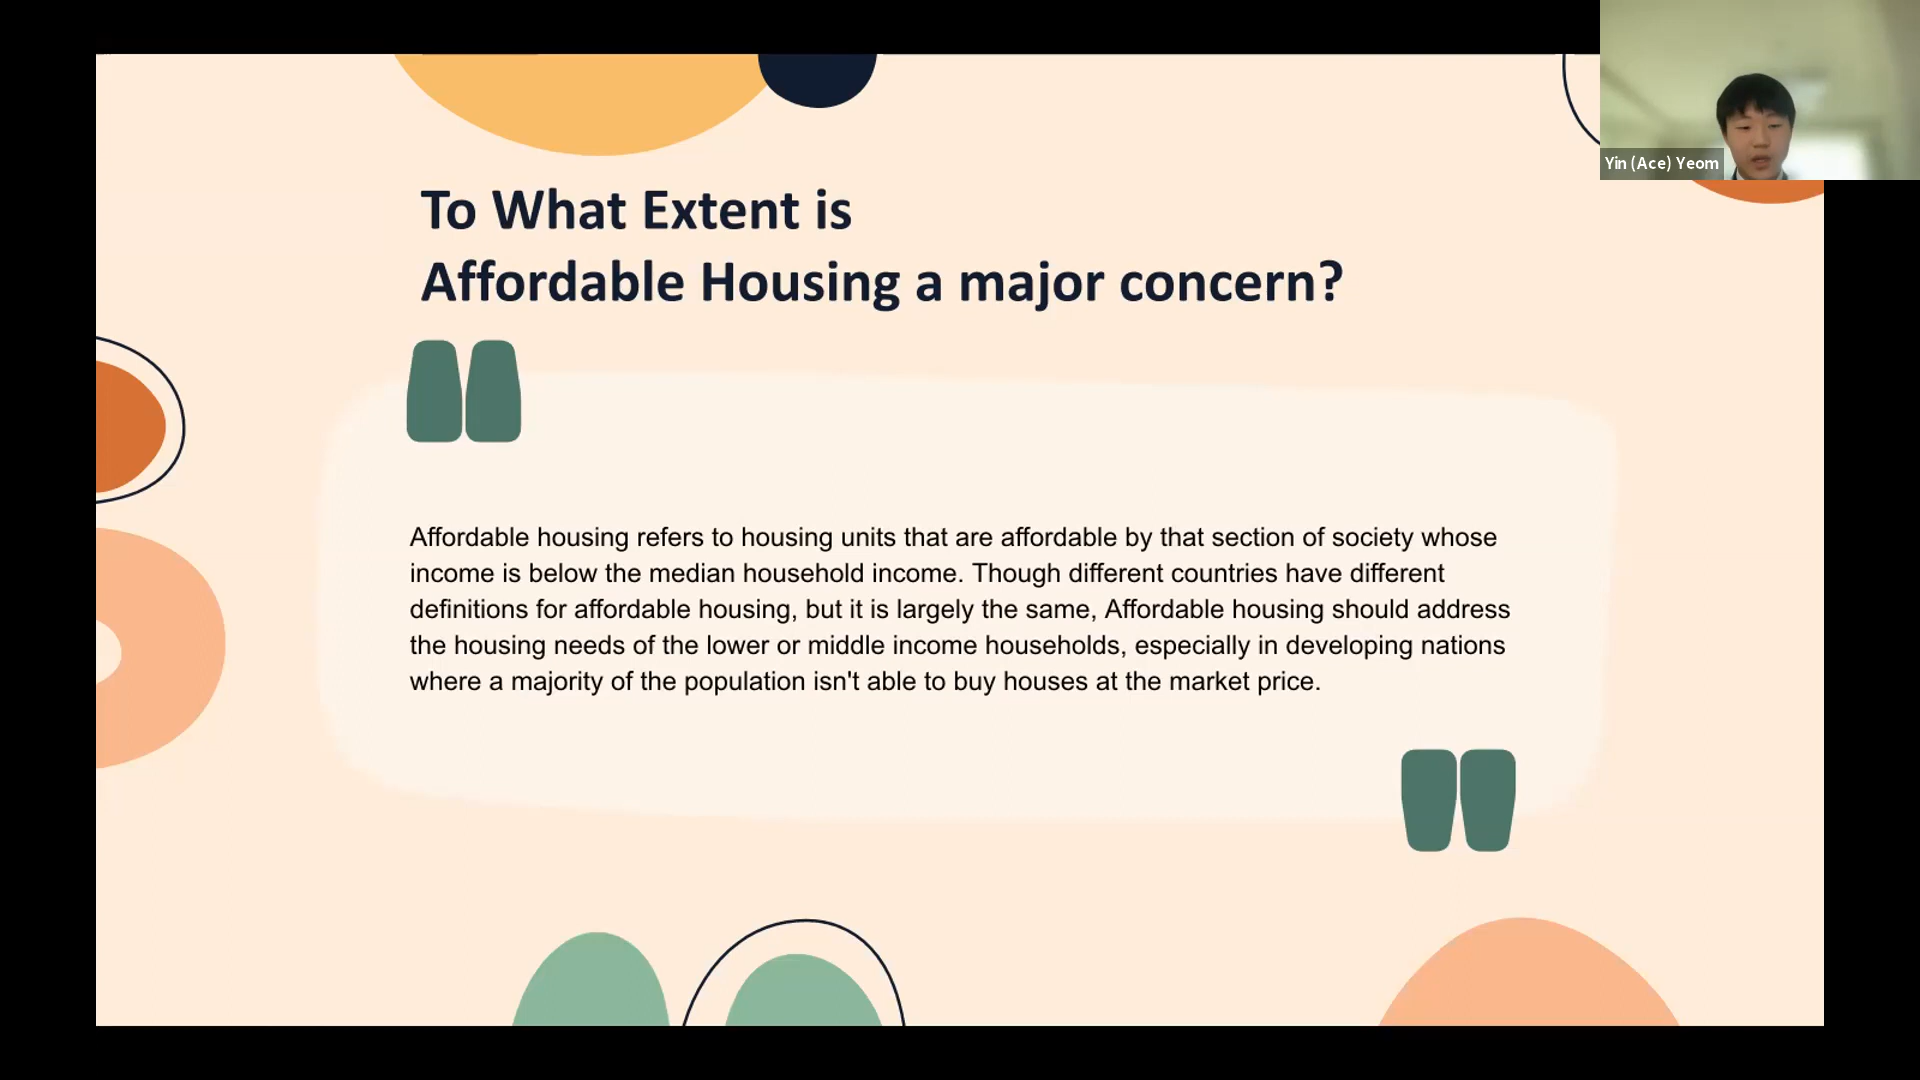 Yin (Ace) Yeom
To What Extent is
Affordable Housing a major concern?
Affordable housing refers to housing units that are affordable by that section of society whose
income is below the median household income. Though different countries have different
definitions for affordable housing, but it is largely the same, Affordable housing should address
the housing needs of the lower or middle income households, especially in developing nations
where a majority of the population isn't able to buy houses at the market price.